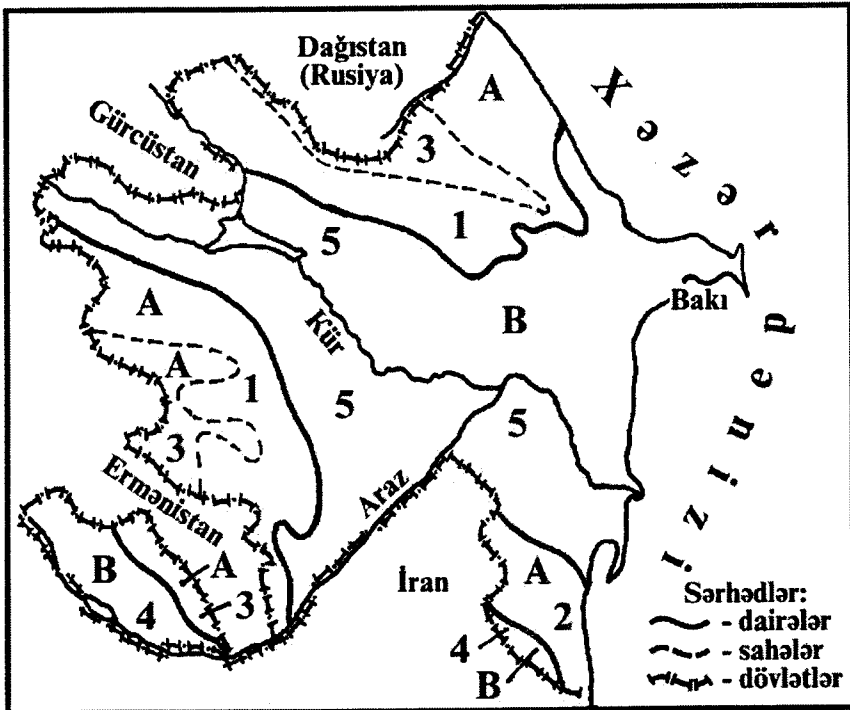 Dağıstan
(Rusiya)
A
Gürcüstan
3
Xəzər
5
1
A
B
Bakı
Kür
A
1
5
5
3
Ermənistan
Araz
dənizi
B
A
İran
A
4
3
2
4
B
Sərhədlər:
- dairələr
- sahələr
- dövlətlər